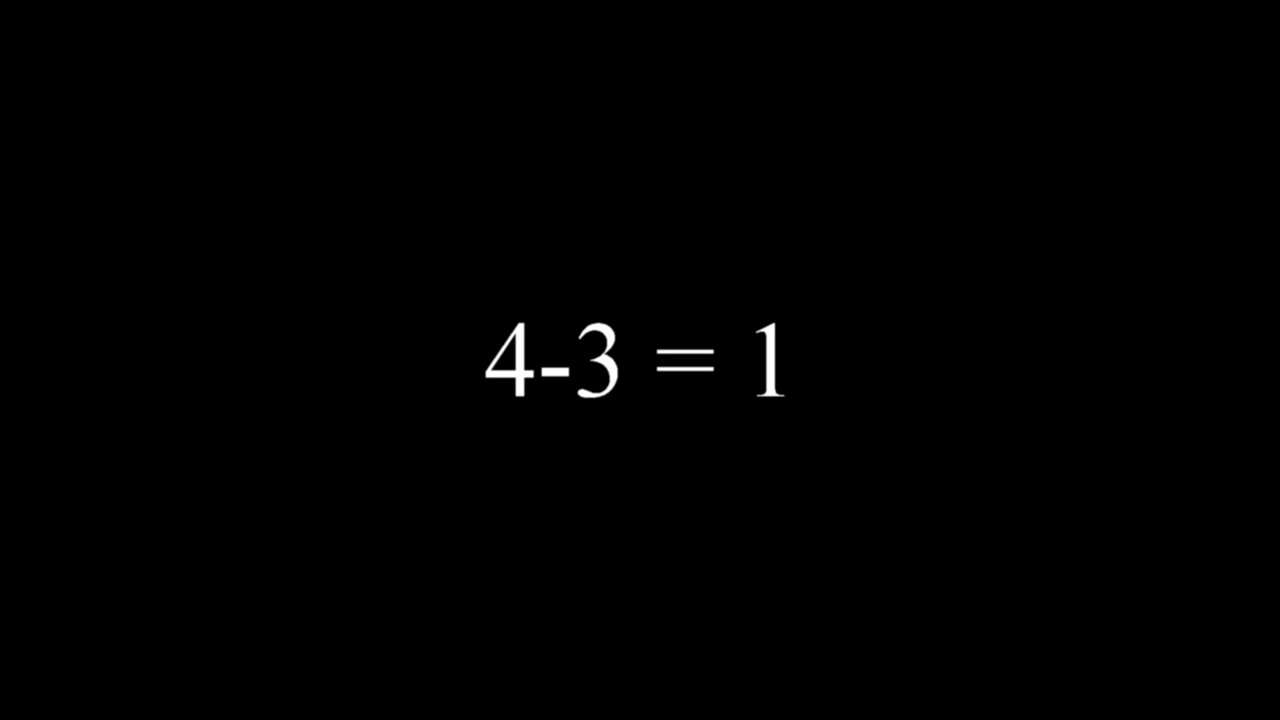 4-3 = 1